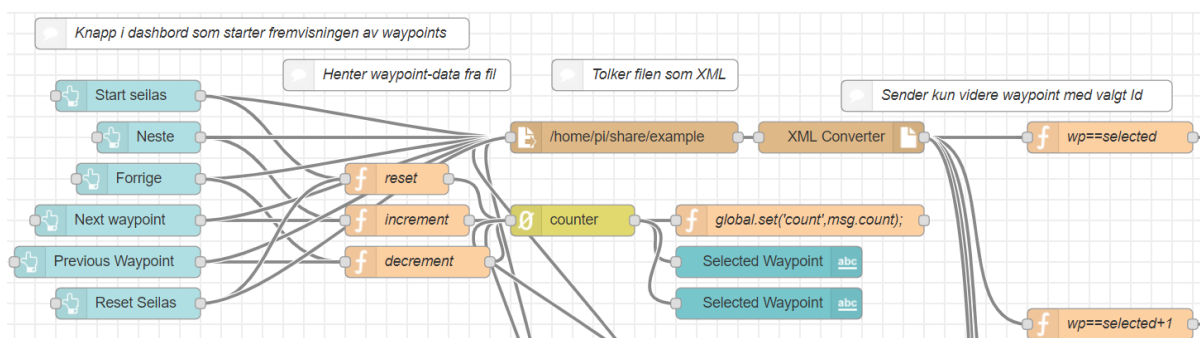 Knapp i dashbord som starter fremvisningen av waypoints
Henter waypoint-data fra fil
Tolker filen som XML
Sender kun videre waypoint med valgt Id
Start seilas
Neste
/home/pi/share/example
XML Converter
wp==selected
Forrige
reset
Next waypoint
increment
counter
global.set('count',msg.count);
Previous Waypoint
decrement
Selected Waypoint
abc
Reset Seilas
Selected Waypoint
abc
wp==selected+1